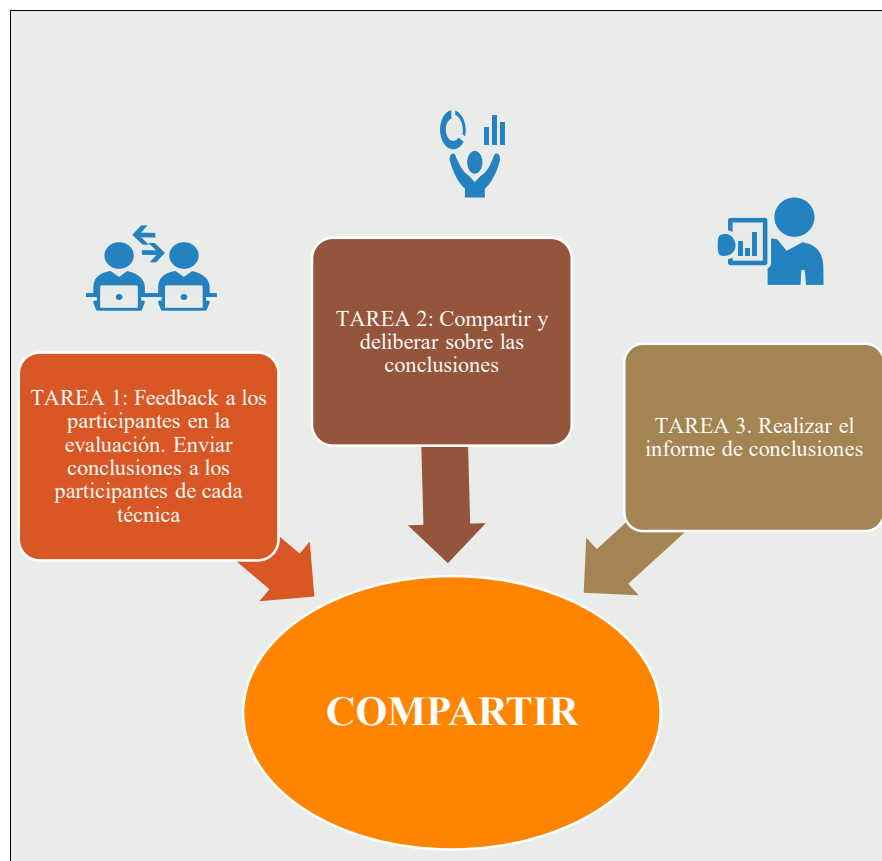 TAREA 1: Feedback a los
participantes en la
evaluación. Enviar
conclusiones a los
participantes de cada
técnica
TAREA 2: Compartir y
deliberar sobre las
conclusiones
TAREA 3. Realizar el
informe de conclusiones
COMPARTIR